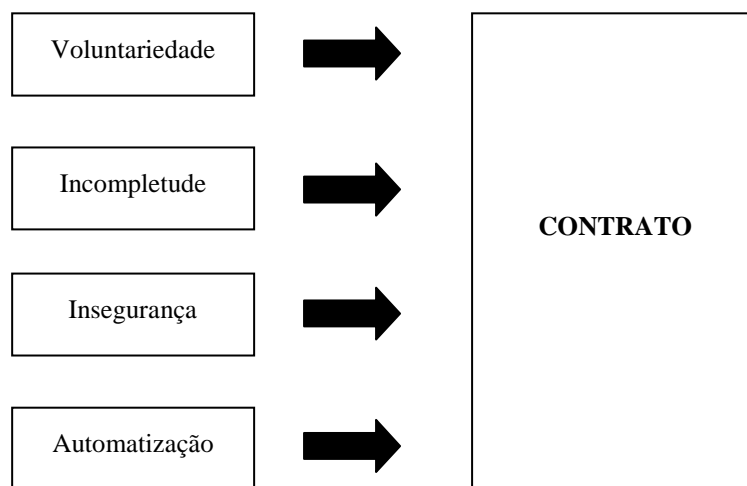 Voluntariedade
Incompletude
CONTRATO
Insegurança
Automatização